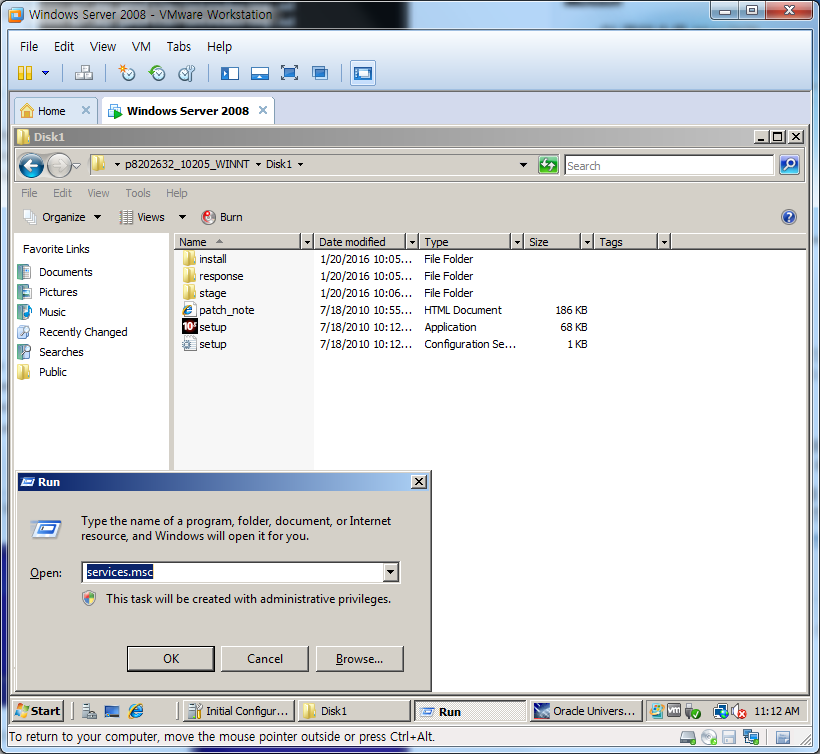 Windows Server 2008 - VMware Workstation
File Edit View VM Tabs Help
Home Windows Server 2008
Disk1
p8202632_10205_WINNT Disk1 Search
File Edit View Tools Help
Organize Views Burn
Favorite Links
Documents
Pictures
Music
Recently Changed
Searches
Public
Name Date modified Type Size Tags
install 1/20/2016 10:05... File Folder
response 1/20/2016 10:05... File Folder
stage 1/20/2016 10:06... File Folder
patch_note 7/18/2010 10:55... HTML Document 186 KB
setup 7/18/2010 10:12... Application 68 KB
setup 7/18/2010 10:12... Configuration Se... 1 KB
Run
Type the name of a program, folder, document, or Internet
resource, and Windows will open it for you.
Open: services.msc
This task will be created with administrative privileges.
OK Cancel Browse...
Start Initial Configur... Disk1 Run Oracle Univers... 11:12 AM
To return to your computer, move the mouse pointer outside or press Ctrl+Alt.